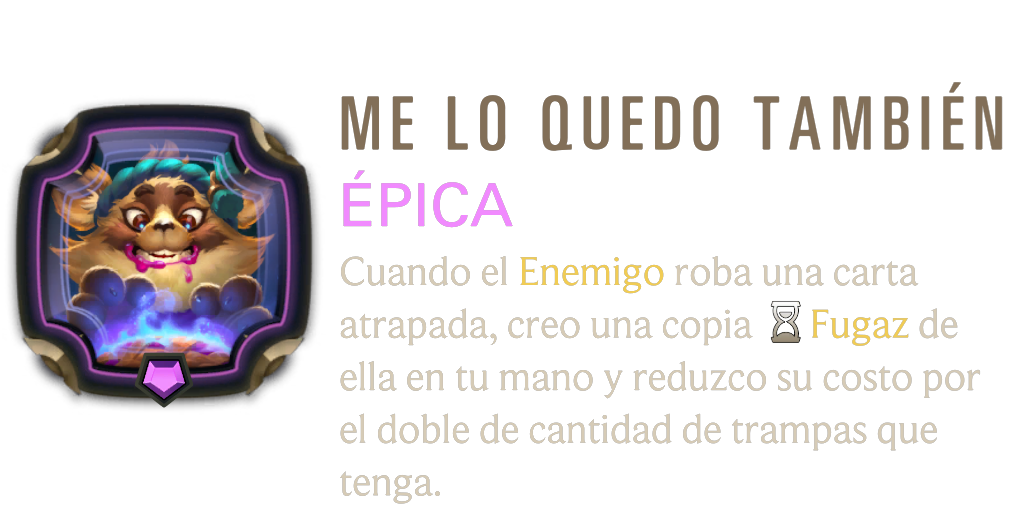 ME LO QUEDO TAMBIÉN
ÉPICA
Cuando el Enemigo roba una carta
atrapada, creo una copia Fugaz de
ella en tu mano y reduzco su costo por
el doble de cantidad de trampas que
tenga.